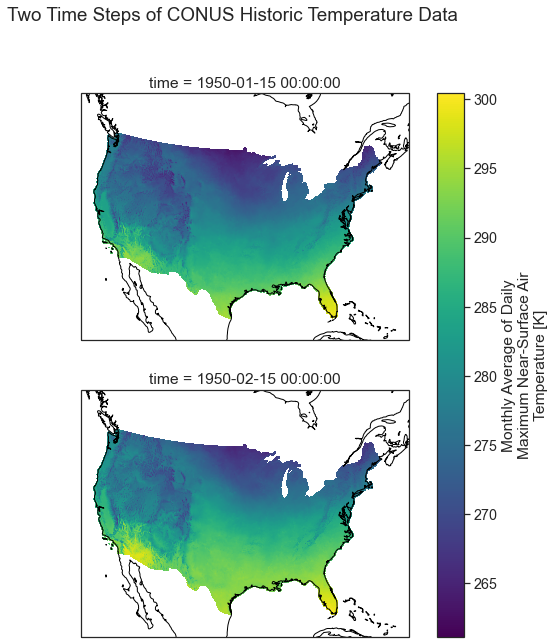 Two Time Steps of CONUS Historic Temperature Data
time = 1950-01-15 00:00:00
300
295
290
285
280
275
270
265
Monthly Average of Daily
Maximum Near-Surface Air
Temperature [K]
time = 1950-02-15 00:00:00